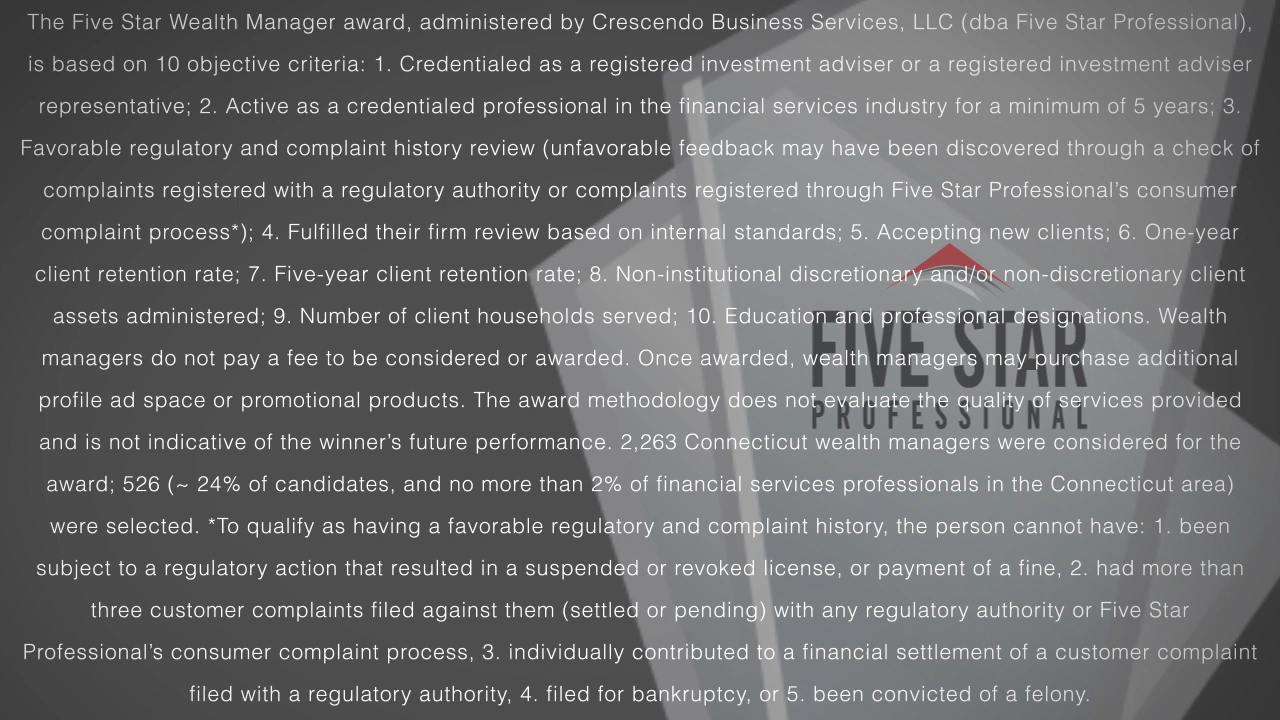 The Five Star Wealth Manager award, administered by Crescendo Business Services, LLC (dba Five Star Professional),
is based on 10 objective criteria: 1. Credentialed as a registered investment adviser or a registered investment adviser
representative; 2. Active as a credentialed professional in the financial services industry for a minimum of 5 years; 3.
Favorable regulatory and complaint history review (unfavorable feedback may have been discovered through a check of
complaints registered with a regulatory authority or complaints registered through Five Star Professional’s consumer
complaint process*); 4. Fulfilled their firm review based on internal standards; 5. Accepting new clients; 6. One-year
client retention rate; 7. Five-year client retention rate; 8. Non-institutional discretionary and/or non-discretionary client
assets administered; 9. Number of client households served; 10. Education and professional designations. Wealth
managers do not pay a fee to be considered or awarded. Once awarded, wealth managers may purchase additional
profile ad space or promotional products. The award methodology does not evaluate the quality of services provided
and is not indicative of the winner’s future performance. 2,263 Connecticut wealth managers were considered for the
award; 526 (~ 24% of candidates, and no more than 2% of financial services professionals in the Connecticut area)
were selected. *To qualify as having a favorable regulatory and complaint history, the person cannot have: 1. been
subject to a regulatory action that resulted in a suspended or revoked license, or payment of a fine, 2. had more than
three customer complaints filed against them (settled or pending) with any regulatory authority or Five Star
Professional’s consumer complaint process, 3. individually contributed to a financial settlement of a customer complaint
filed with a regulatory authority, 4. filed for bankruptcy, or 5. been convicted of a felony.
FIVE STAR
PROFESSIONAL